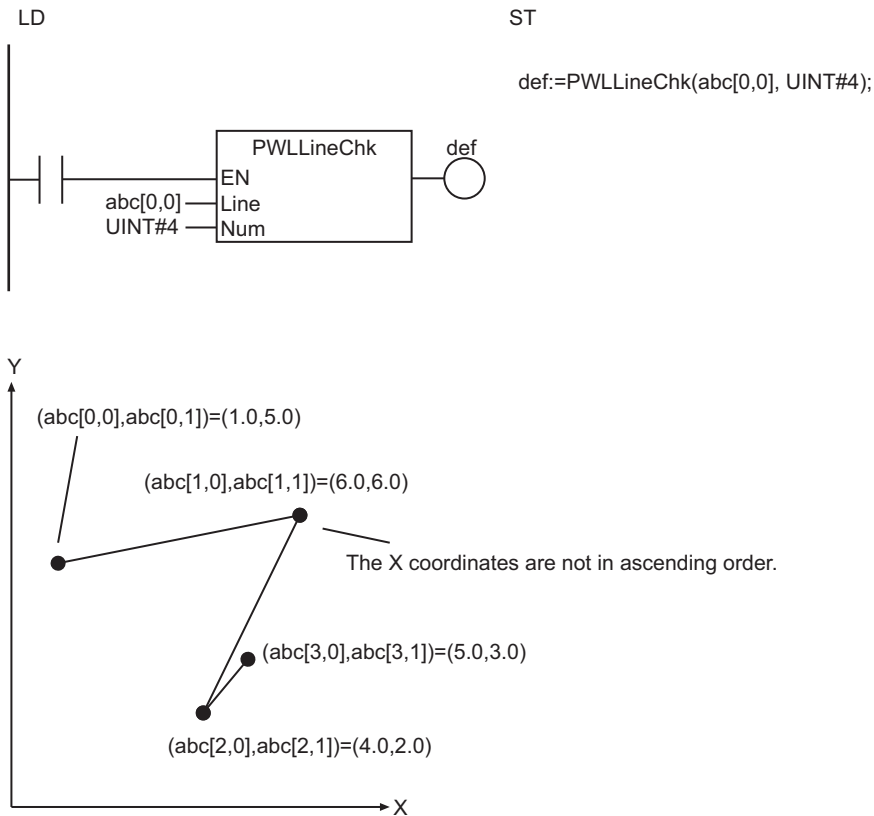 LD
ST
def:=PWLLineChk(abc[0,0], UINT#4);
PWLLineChk
def
EN
abc[0,0]
Line
UINT#4
Num
Y
(abc[0,0],abc[0,1])=(1.0,5.0)
(abc[1,0],abc[1,1])=(6.0,6.0)
The X coordinates are not in ascending order.
(abc[3,0],abc[3,1])=(5.0,3.0)
(abc[2,0],abc[2,1])=(4.0,2.0)
X